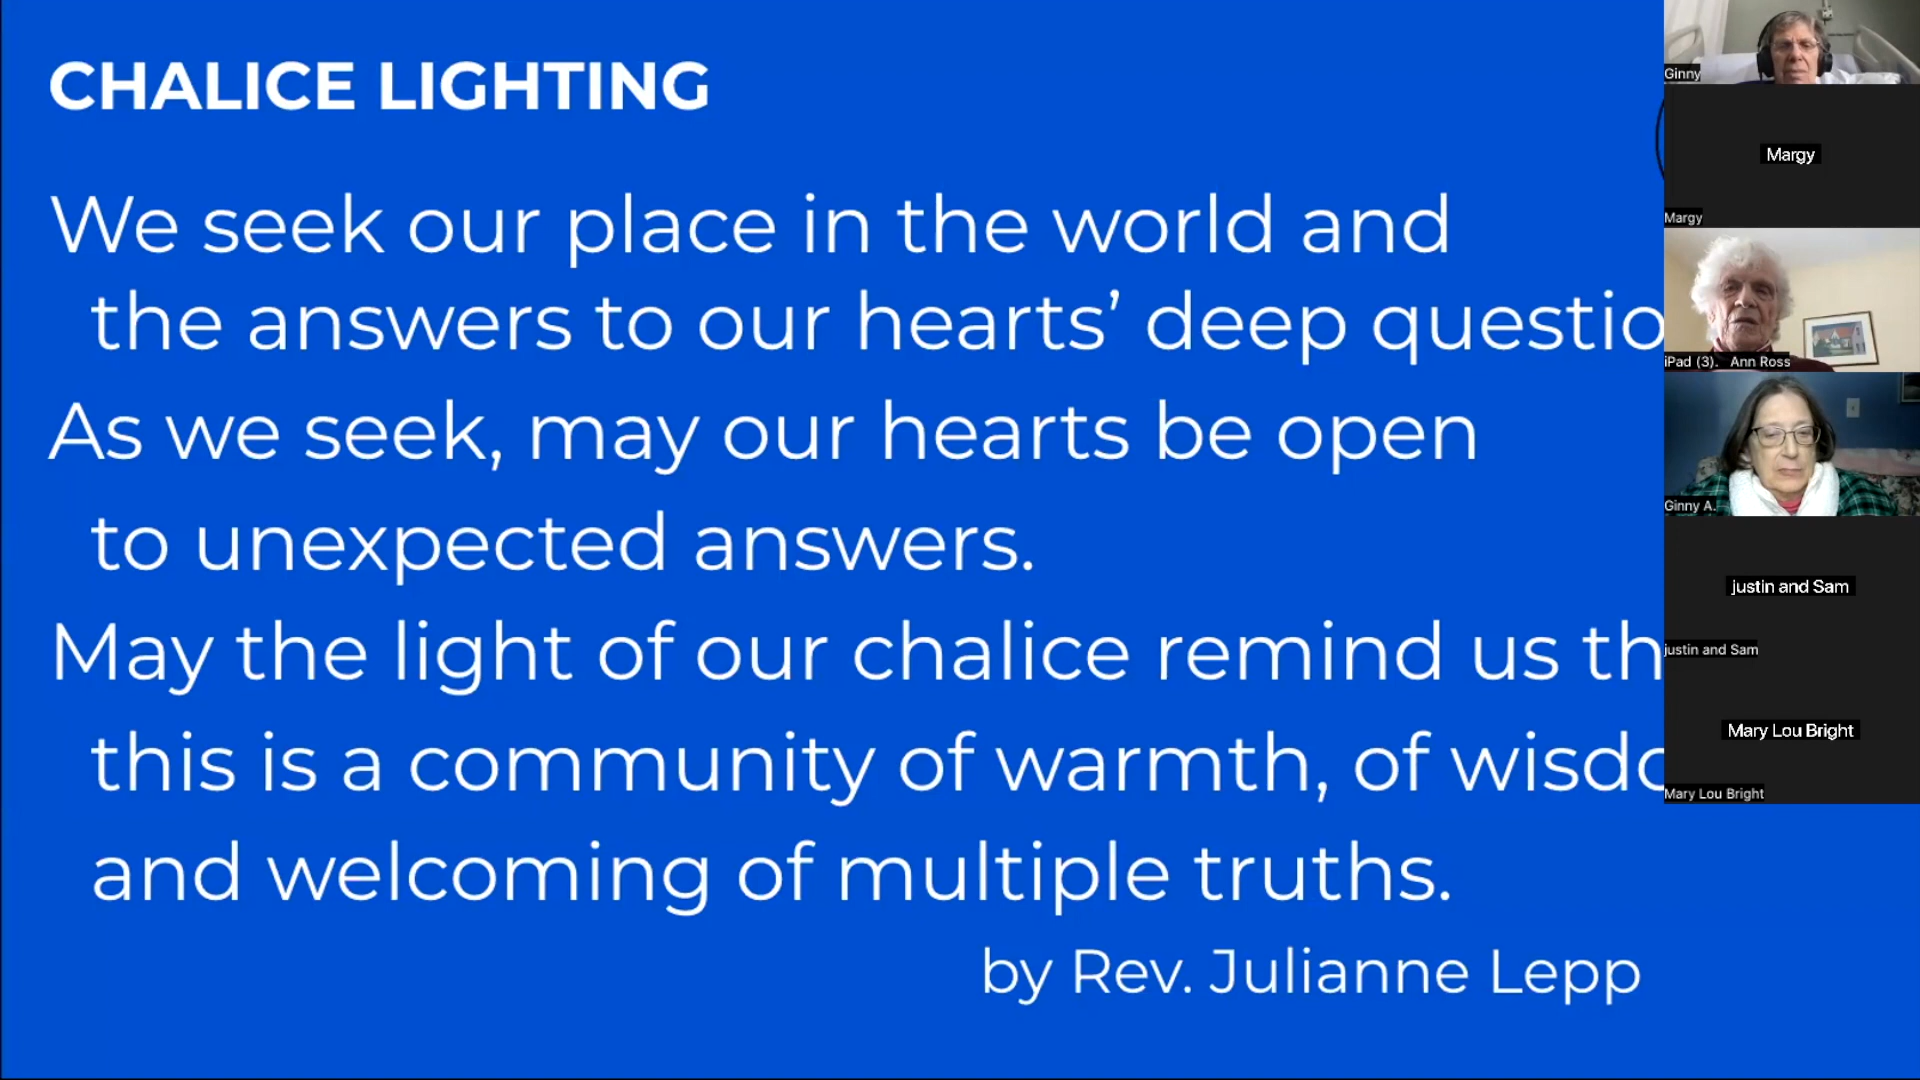 CHALICE LIGHTING
We seek our place in the world and
the answers to our hearts’ deep questio
As we seek, may our hearts be open
to unexpected answers.
May the light of our chalice remind us th
this is a community of warmth, of wisdo
and welcoming of multiple truths.
by Rev. Julianne Lepp
Ginny
Margy
Margy
iPad (3). Ann Ross
Ginny A.
justin and Sam
justin and Sam
Mary Lou Bright
Mary Lou Bright